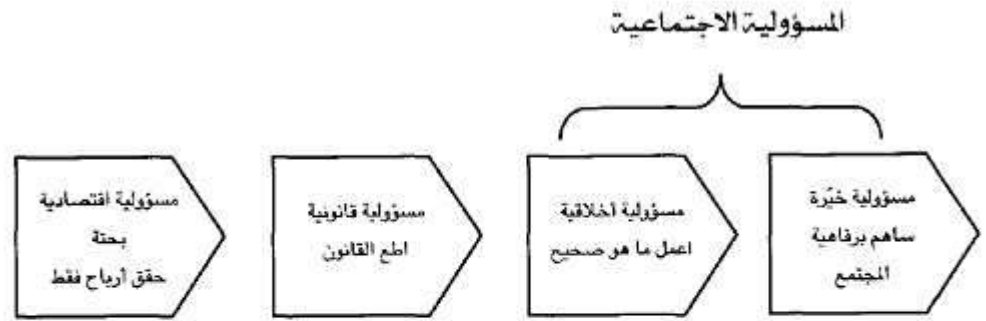 المسؤولية الاجتماعية
مسؤولية اقتصادية
بحتة
حقق أرباح فقط
مسؤولية قانونية
اطع القانون
مسؤولية أخلاقية
اعمل ما هو صحيح
مسؤولية خيّرة
ساهم برفاهية
المجتمع